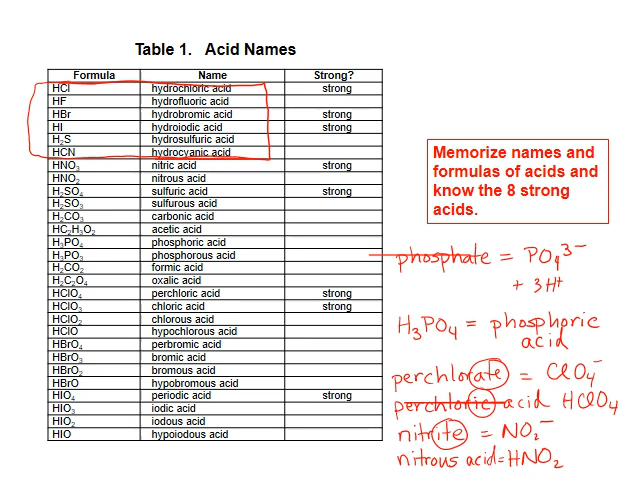 Table 1. Acid Names
Formula Name Strong?
HCl hydrochloric acid strong
HF hydrofluoric acid
HBr hydrobromic acid strong
HI hydroiodic acid strong
H₂S hydrosulfuric acid
HCN hydrocyanic acid
HNO₃ nitric acid strong
HNO₂ nitrous acid
H₂SO₄ sulfuric acid strong
H₂SO₃ sulfurous acid
H₂CO₃ carbonic acid
HC₂H₃O₂ acetic acid
H₃PO₄ phosphoric acid
H₃PO₃ phosphorous acid
H₂CO₂ formic acid
H₂C₂O₄ oxalic acid
HClO₄ perchloric acid strong
HClO₃ chloric acid strong
HClO₂ chlorous acid
HClO hypochlorous acid
HBrO₄ perbromic acid
HBrO₃ bromic acid
HBrO₂ bromous acid
HBrO hypobromous acid
HIO₄ periodic acid strong
HIO₃ iodic acid
HIO₂ iodous acid
HIO hypoiodous acid
Memorize names and
formulas of acids and
know the 8 strong
acids.
phosphate = PO₄³⁻
+ 3H⁺
H₃PO₄ = phosphoric
acid
perchlorate = ClO₄⁻
perchloric acid HClO₄
nitrite = NO₂⁻
nitrous acid = HNO₂